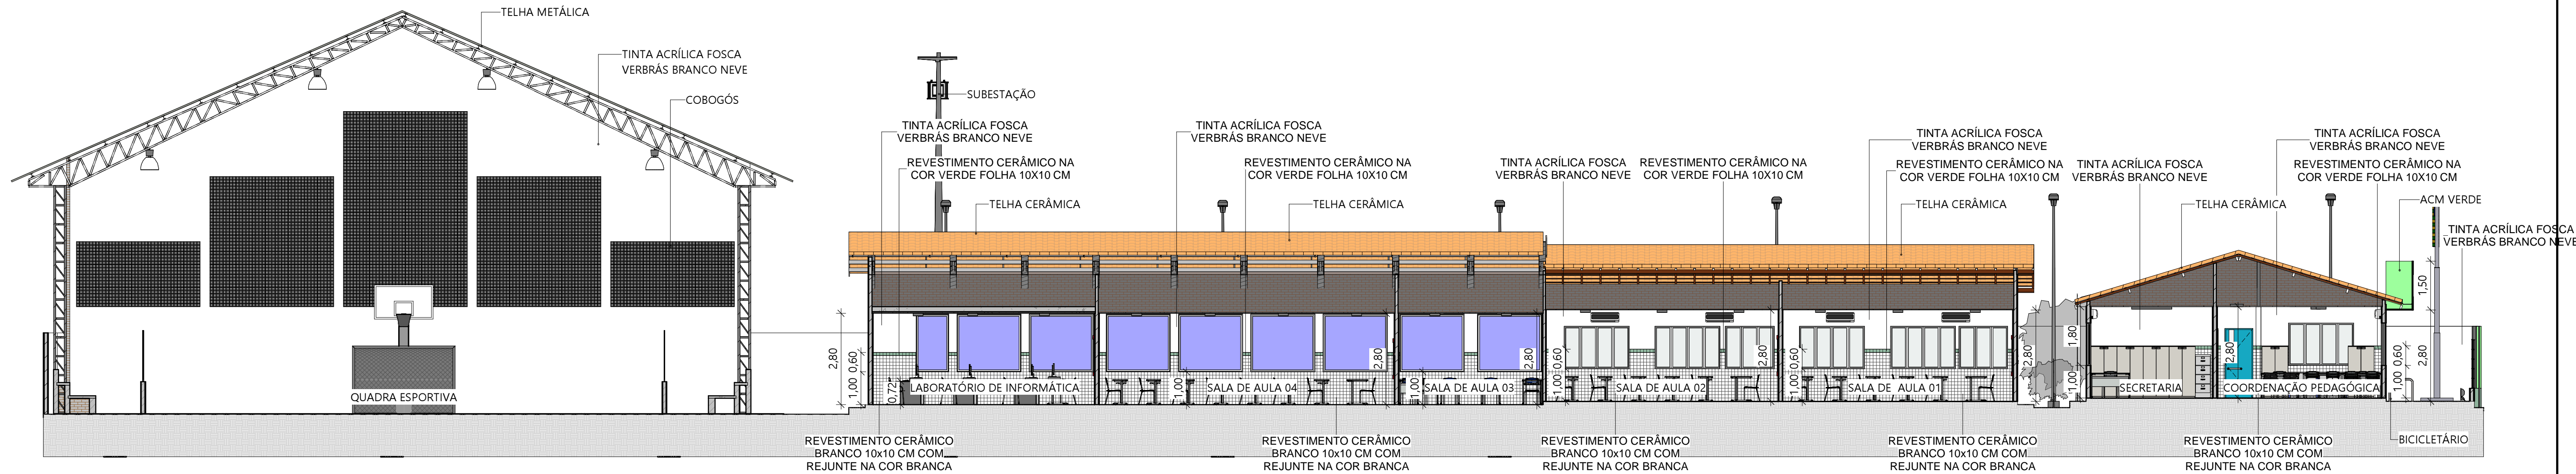 TELHA METÁLICA
TINTA ACRÍLICA FOSCA
VERBRÁS BRANCO NEVE
COBOGÓS
QUADRA ESPORTIVA
SUBESTAÇÃO
TINTA ACRÍLICA FOSCA
VERBRÁS BRANCO NEVE
REVESTIMENTO CERÂMICO NA
COR VERDE FOLHA 10X10 CM
TELHA CERÂMICA
TINTA ACRÍLICA FOSCA
VERBRÁS BRANCO NEVE
REVESTIMENTO CERÂMICO NA
COR VERDE FOLHA 10X10 CM
TELHA CERÂMICA
TINTA ACRÍLICA FOSCA
VERBRÁS BRANCO NEVE
REVESTIMENTO CERÂMICO NA
COR VERDE FOLHA 10X10 CM
TINTA ACRÍLICA FOSCA
VERBRÁS BRANCO NEVE
REVESTIMENTO CERÂMICO NA
COR VERDE FOLHA 10X10 CM
TELHA CERÂMICA
TINTA ACRÍLICA FOSCA
VERBRÁS BRANCO NEVE
TELHA CERÂMICA
TINTA ACRÍLICA FOSCA
VERBRÁS BRANCO NEVE
REVESTIMENTO CERÂMICO NA
COR VERDE FOLHA 10X10 CM
ACM VERDE
TINTA ACRÍLICA FOSCA
VERBRÁS BRANCO NEVE
2,80
1,00
0,60
0,72
LABORATÓRIO DE INFORMÁTICA
1,00
SALA DE AULA 04
2,80
1,00
SALA DE AULA 03
2,80
1,00
0,60
SALA DE AULA 02
2,80
1,00
0,60
SALA DE AULA 01
2,80
1,80
1,00
SECRETARIA
2,80
COORDENAÇÃO PEDAGÓGICA
1,00
0,60
2,80
1,50
BICICLETÁRIO
REVESTIMENTO CERÂMICO
BRANCO 10x10 CM COM
REJUNTE NA COR BRANCA
REVESTIMENTO CERÂMICO
BRANCO 10x10 CM COM
REJUNTE NA COR BRANCA
REVESTIMENTO CERÂMICO
BRANCO 10x10 CM COM
REJUNTE NA COR BRANCA
REVESTIMENTO CERÂMICO
BRANCO 10x10 CM COM
REJUNTE NA COR BRANCA
REVESTIMENTO CERÂMICO
BRANCO 10x10 CM COM
REJUNTE NA COR BRANCA